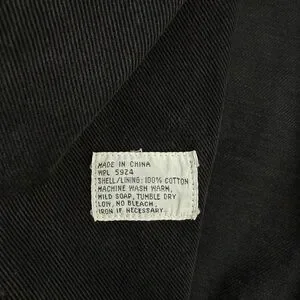 MADE IN CHINA
WPL 5924
SHELL/LINING: 100% COTTON
MACHINE WASH WARM,
MILD SOAP, TUMBLE DRY
LOW, NO BLEACH,
IRON IF NECESSARY